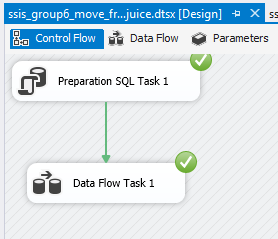 ssis_group6_move_fr...juice.dtsx [Design]
Control Flow Data Flow Parameters
Preparation SQL Task 1
Data Flow Task 1